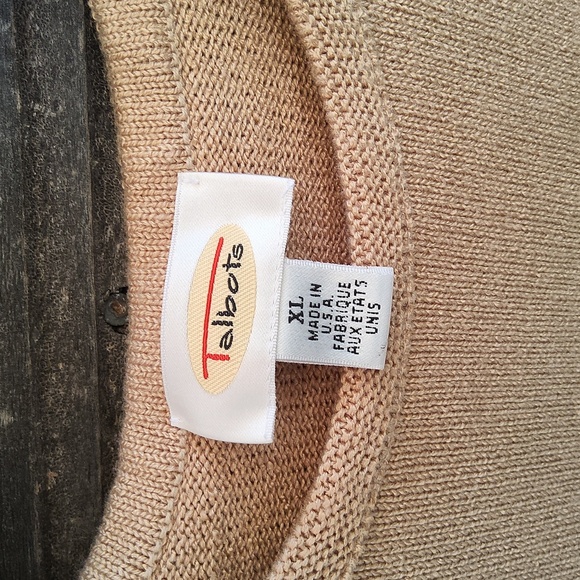 Talbots
XL
MADE IN
U.S.A.
FABRIQUE
AUX ETATS
UNIS